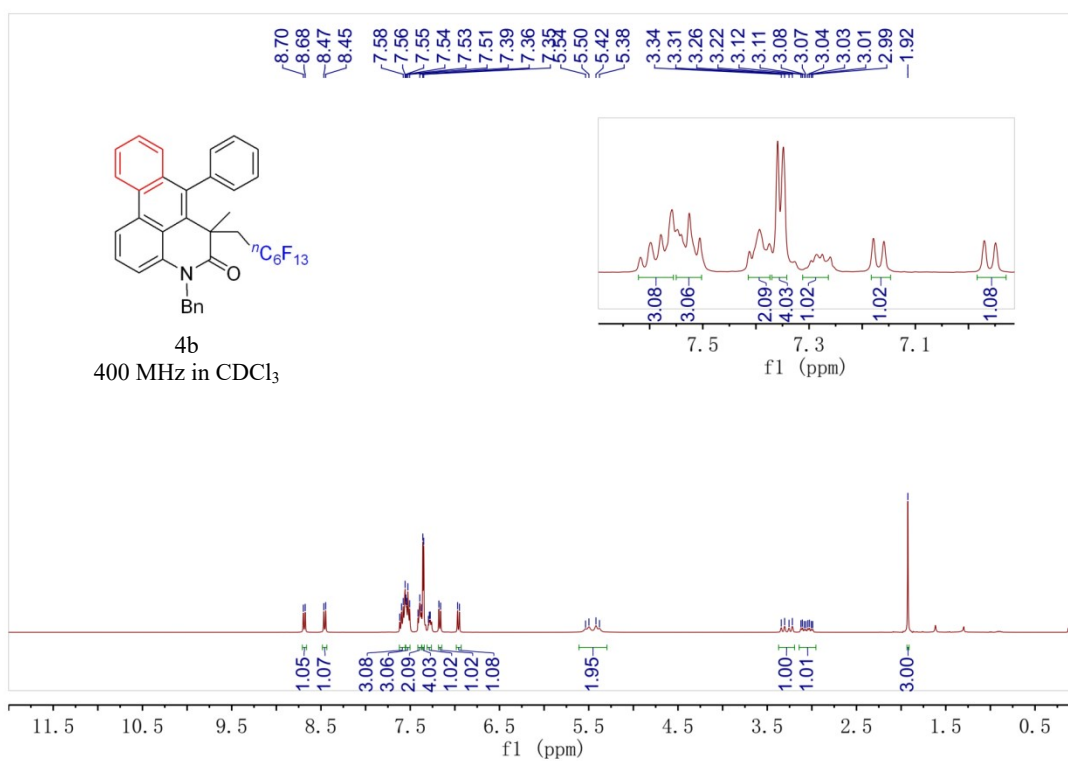 8.70 8.68 8.47 8.45 7.58 7.56 7.55 7.54 7.53 7.51 7.39 7.36 7.35 5.54 5.50 5.42 5.38 3.34 3.31 3.26 3.22 3.12 3.11 3.08 3.07 3.04 3.03 3.01 2.99 1.92
nC6F13
N
O
Bn
4b
400 MHz in CDCl3
3.08 3.06 2.09 4.03 1.02 1.02 1.08
7.5 7.3 7.1
f1 (ppm)
1.05 1.07 3.08 3.06 2.09 4.03 1.02 1.02 1.08 1.95 1.00 1.01 3.00
11.5 10.5 9.5 8.5 7.5 6.5 5.5 4.5 3.5 2.5 1.5 0.5
f1 (ppm)